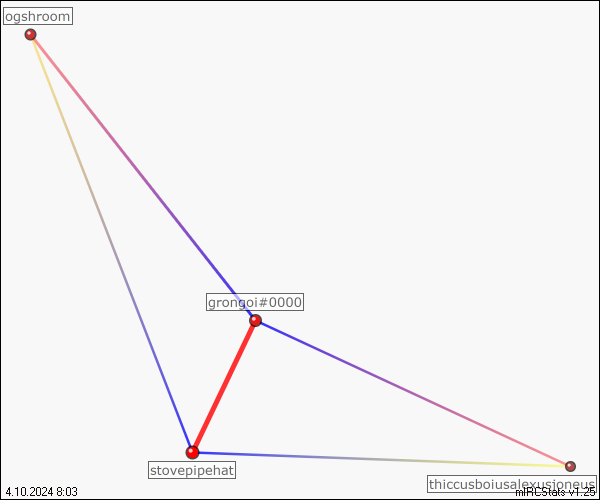 ogshroom
grongoi#0000
stovepipehat
thiccusboiusalexusioneus
4.10.2024 8:03
mIRCStats v1.25